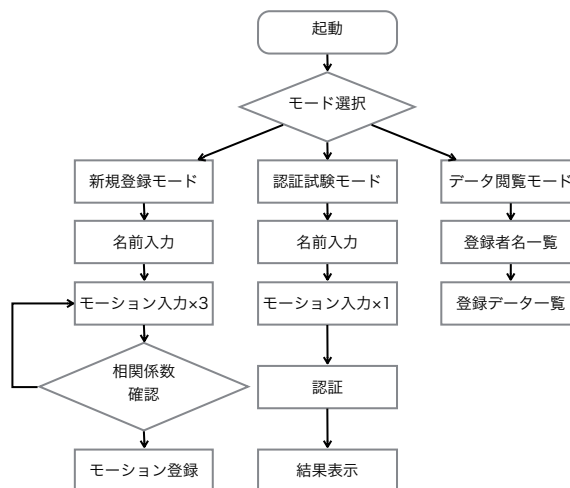 起動
モード選択
新規登録モード
認証試験モード
データ閲覧モード
名前入力
名前入力
登録者名一覧
モーション入力×3
モーション入力×1
登録データ一覧
相関係数
確認
認証
モーション登録
結果表示